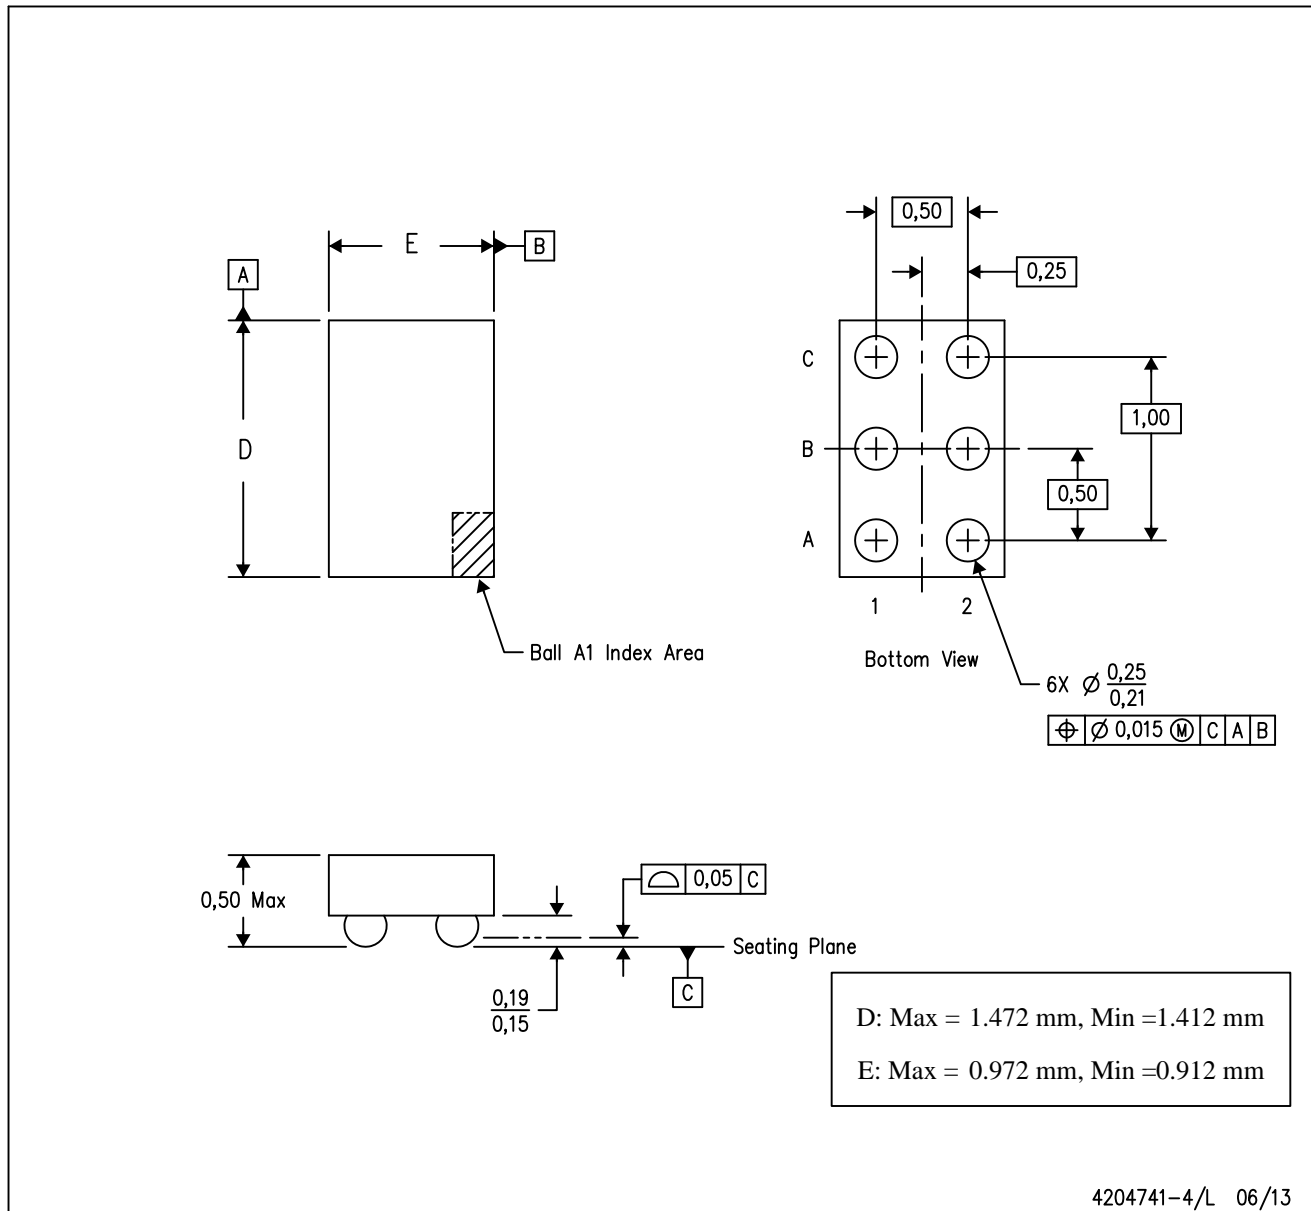 0,50
E
B
A
0,25
C
D
B
1,00
0,50
A
1 2
Ball A1 Index Area
Bottom View
6X Ø 0,25
0,21
⌖ Ø 0,015 Ⓜ C A B
0,50 Max
⌓ 0,05 C
Seating Plane
0,19
0,15
C
D: Max = 1.472 mm, Min =1.412 mm
E: Max = 0.972 mm, Min =0.912 mm
4204741-4/L 06/13